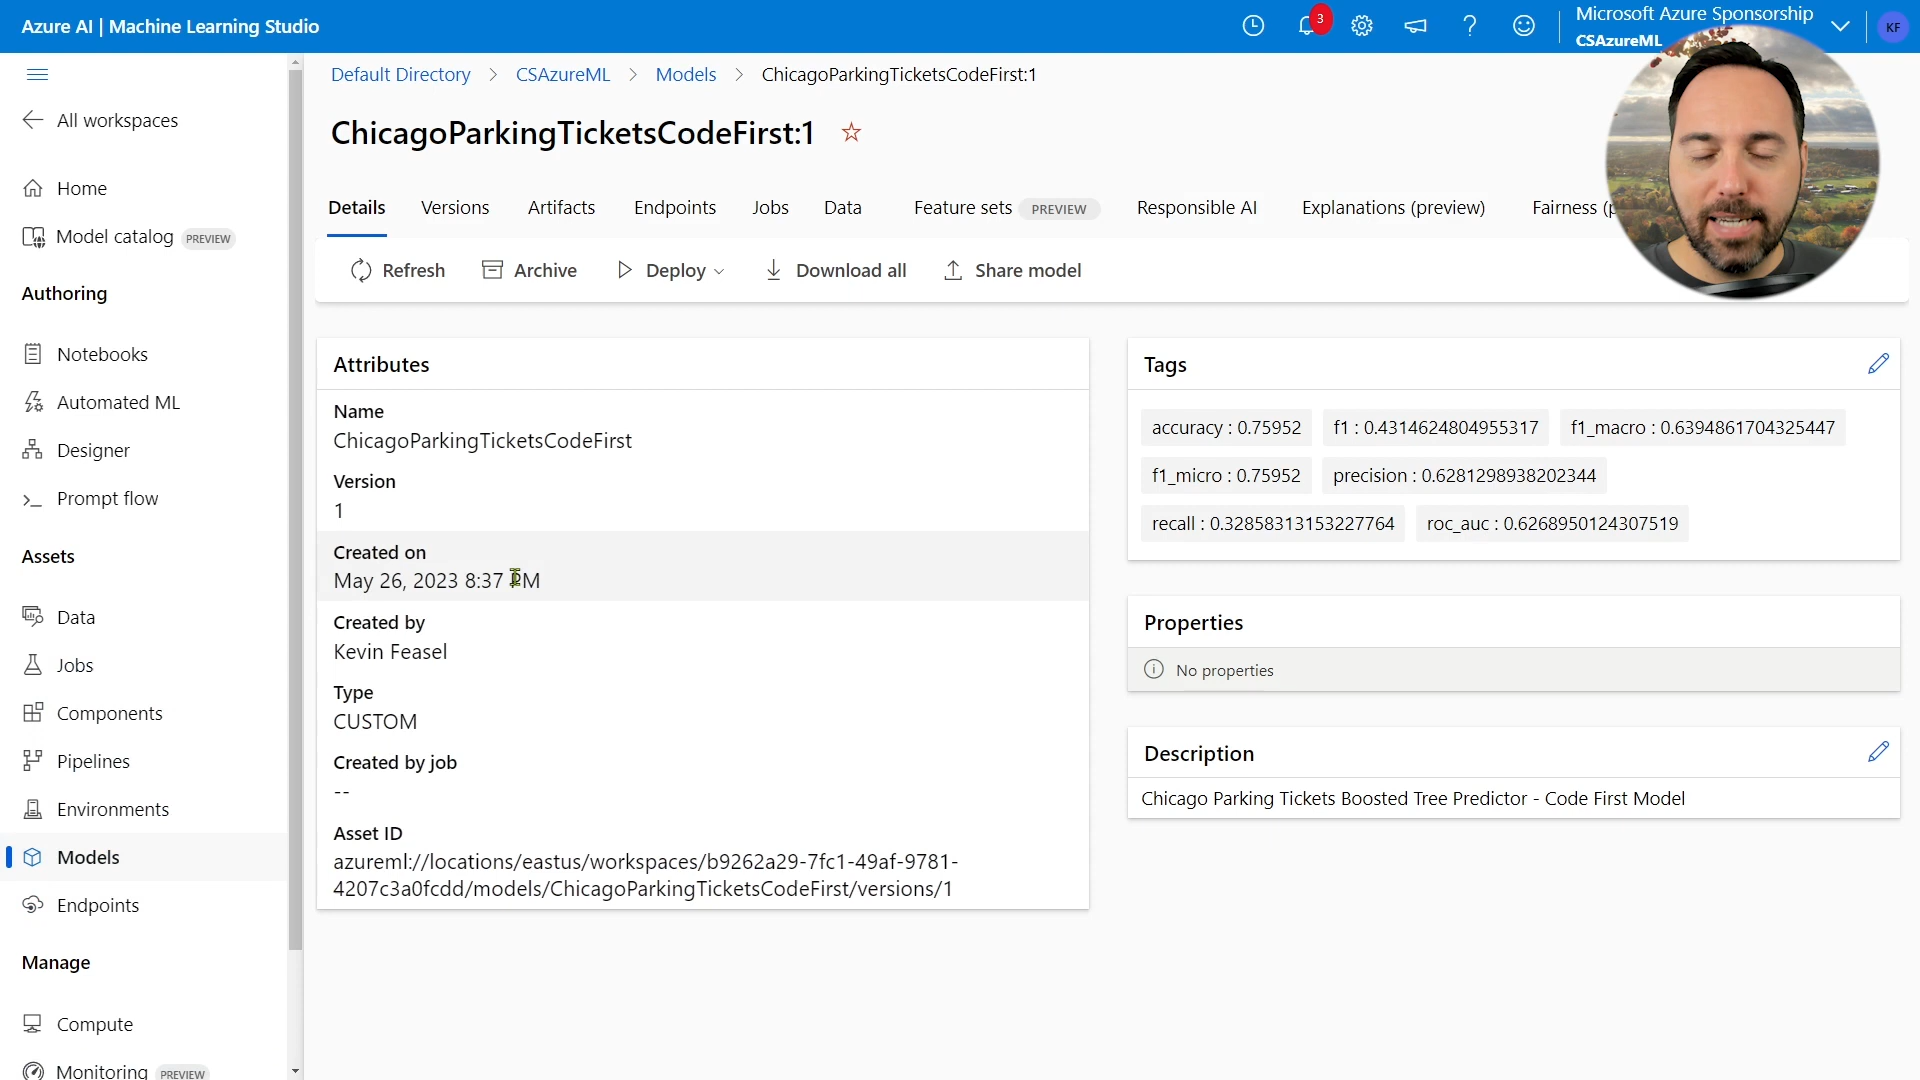 Azure AI | Machine Learning Studio
3
Microsoft Azure Sponsorship
CSAzureML
KF
All workspaces
Home
Model catalog PREVIEW
Authoring
Notebooks
Automated ML
Designer
Prompt flow
Assets
Data
Jobs
Components
Pipelines
Environments
Models
Endpoints
Manage
Compute
Monitoring PREVIEW
Default Directory > CSAzureML > Models > ChicagoParkingTicketsCodeFirst:1
ChicagoParkingTicketsCodeFirst:1
Details Versions Artifacts Endpoints Jobs Data Feature sets PREVIEW Responsible AI Explanations (preview) Fairness (p
Refresh Archive Deploy Download all Share model
Attributes
Name
ChicagoParkingTicketsCodeFirst
Version
1
Created on
May 26, 2023 8:37 PM
Created by
Kevin Feasel
Type
CUSTOM
Created by job
--
Asset ID
azureml://locations/eastus/workspaces/b9262a29-7fc1-49af-9781-
4207c3a0fcdd/models/ChicagoParkingTicketsCodeFirst/versions/1
Tags
accuracy : 0.75952 f1 : 0.4314624804955317 f1_macro : 0.6394861704325447
f1_micro : 0.75952 precision : 0.6281298938202344
recall : 0.32858313153227764 roc_auc : 0.6268950124307519
Properties
No properties
Description
Chicago Parking Tickets Boosted Tree Predictor - Code First Model